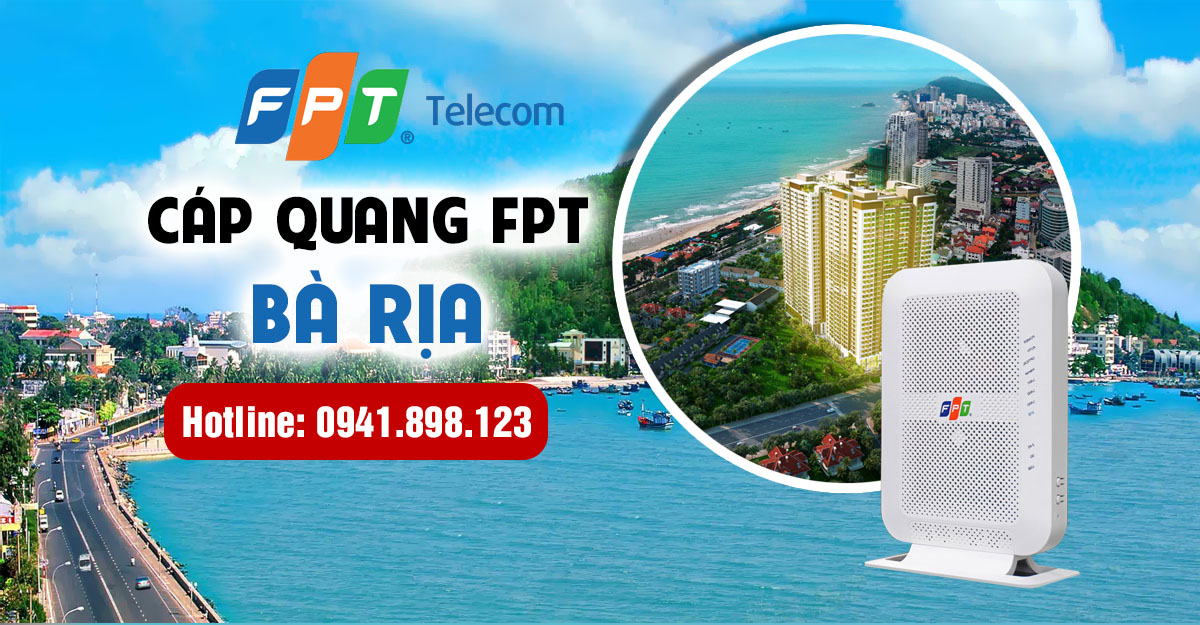 FPT® Telecom
CÁP QUANG FPT
BÀ RỊA
Hotline: 0941.898.123
FPT